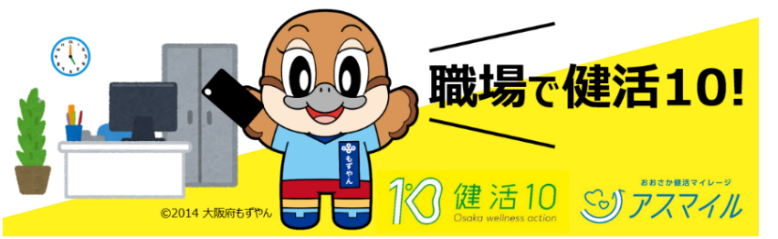 職場で健活10!
もずやん
©2014 大阪府もずやん
健活10
Osaka wellness action
おおさか健活マイレージ
アスマイル